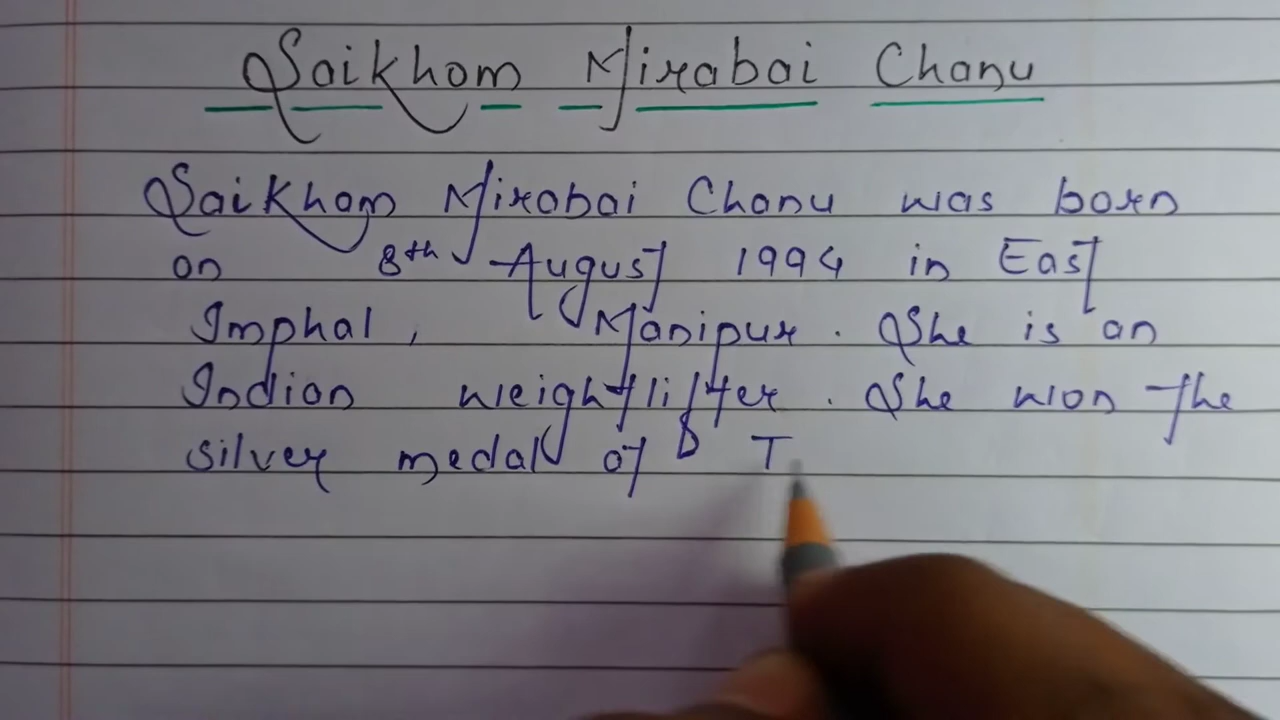 Saikhom Mirabai Chanu
Saikhom Mirabai Chanu was born
on 8th August 1994 in East
Imphal, Manipur. She is an
Indian weightlifter. She won the
silver medal of T